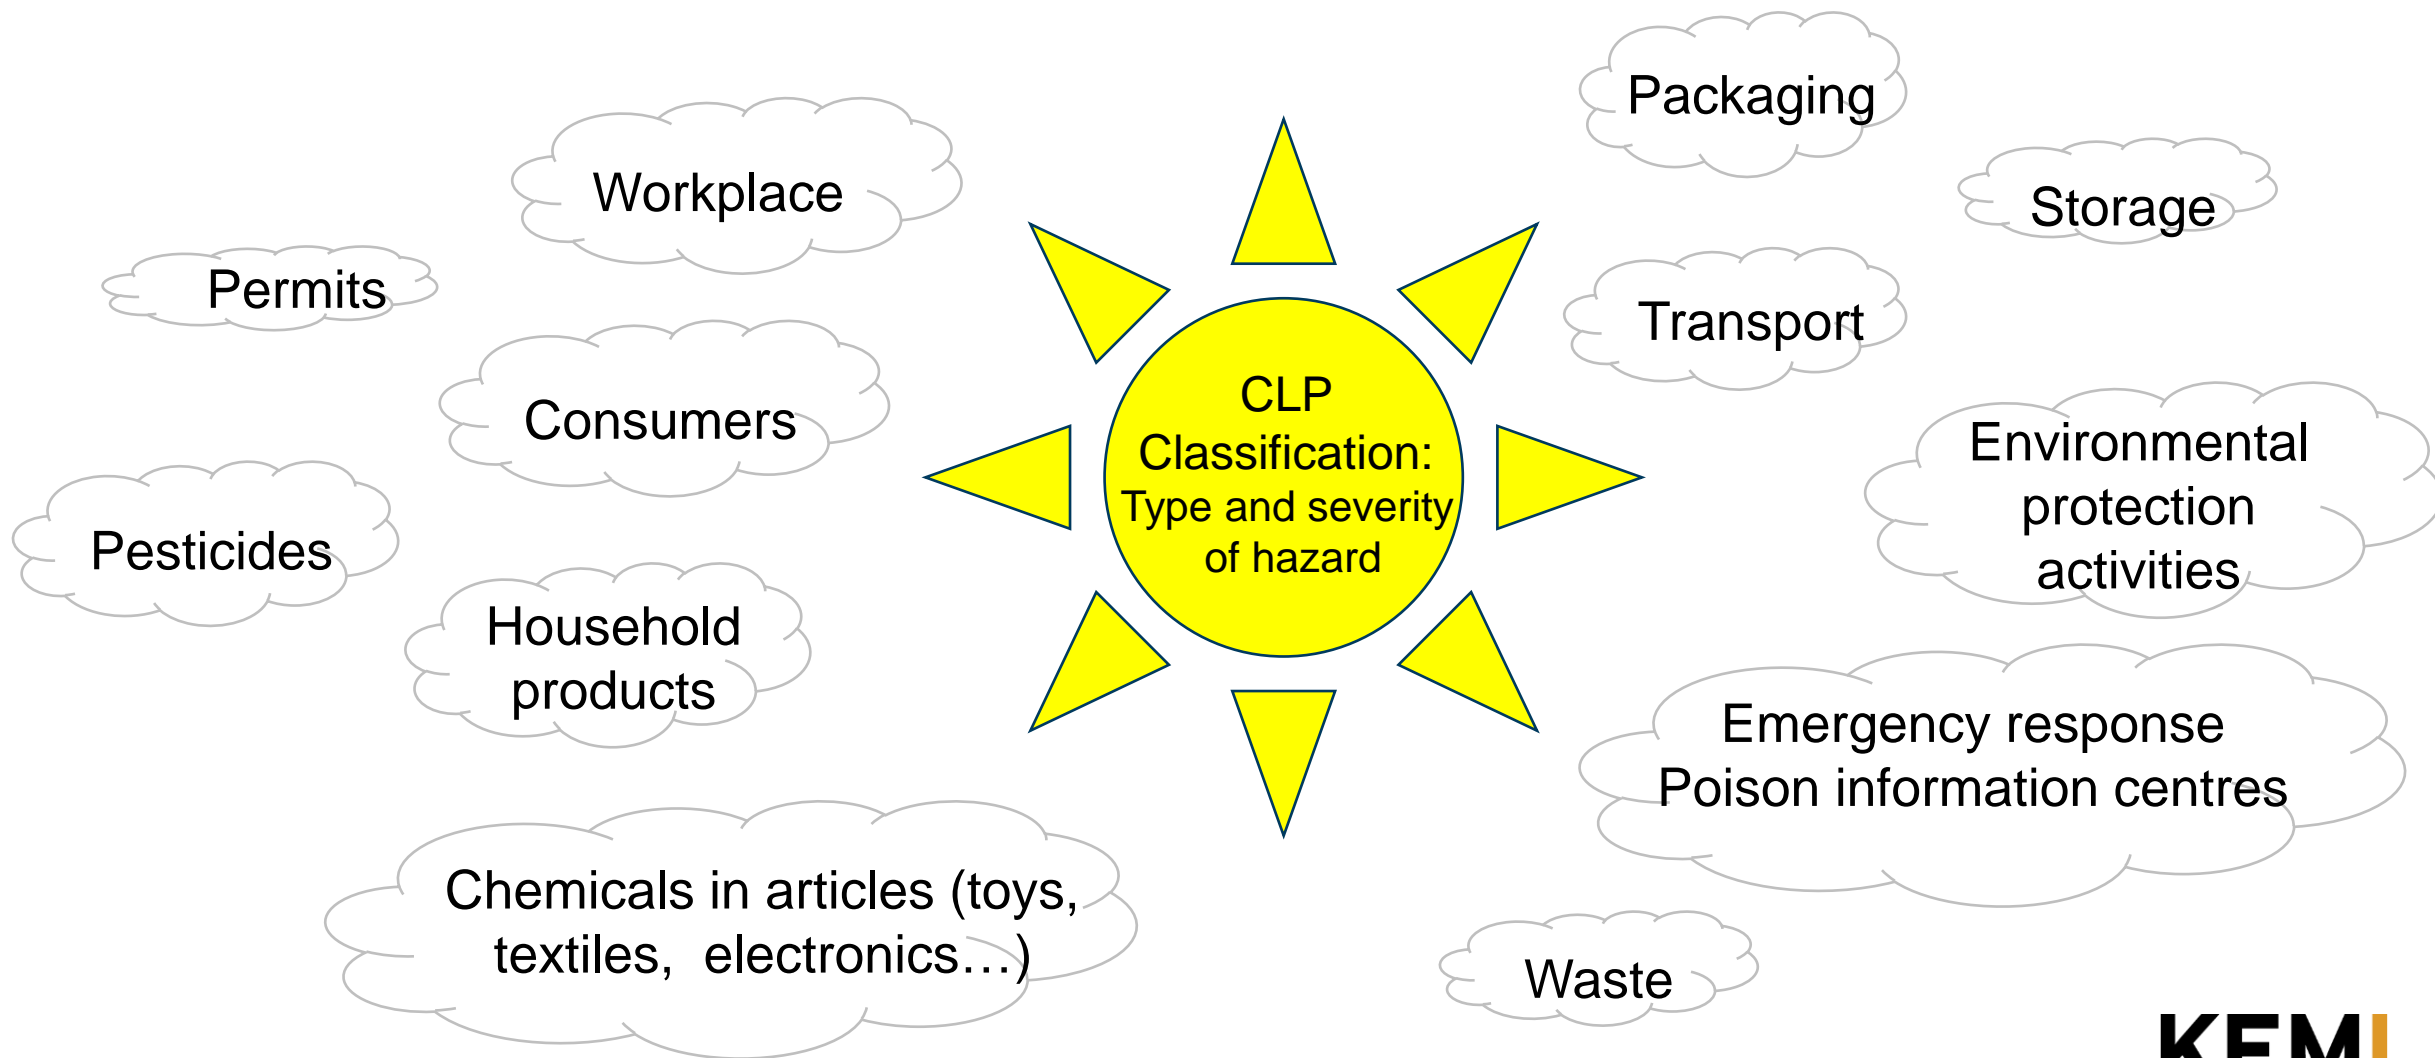 Packaging
Workplace
Storage
Permits
Transport
Consumers
CLP
Classification:
Type and severity
of hazard
Environmental
protection
activities
Pesticides
Household
products
Emergency response
Poison information centres
Chemicals in articles (toys,
textiles,  electronics…)
Waste
KEMI